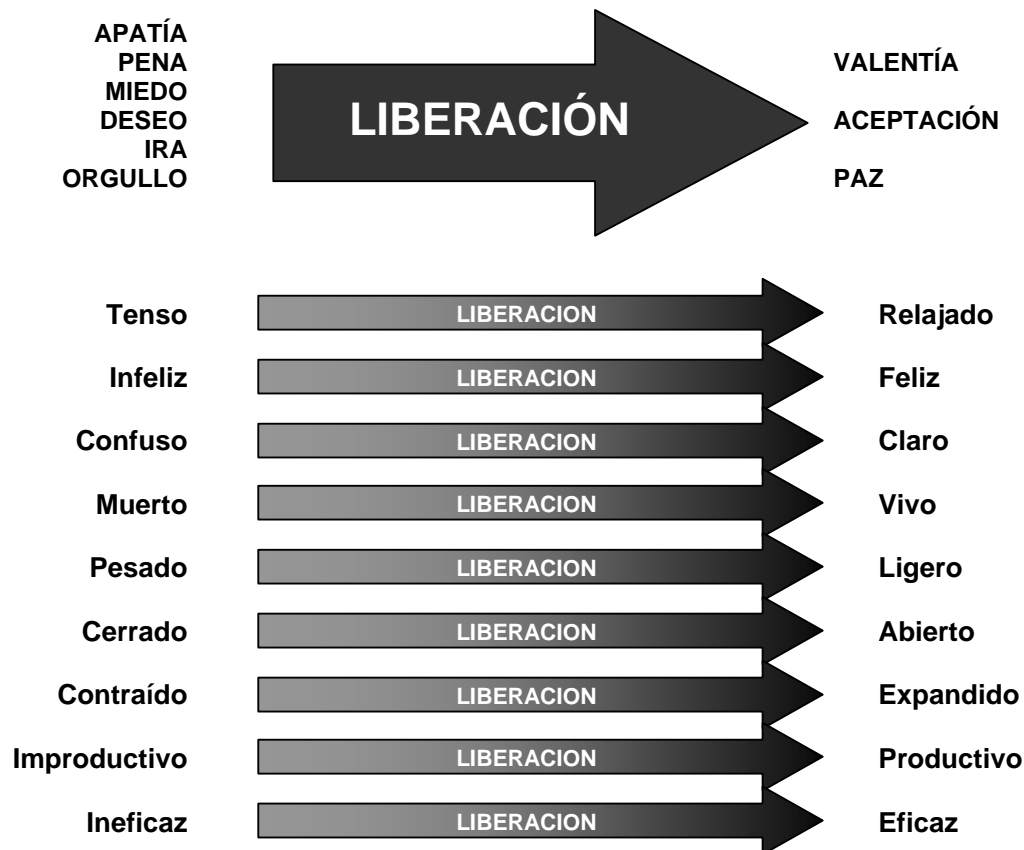 APATÍA
PENA
MIEDO
DESEO
IRA
ORGULLO
LIBERACIÓN
VALENTÍA
ACEPTACIÓN
PAZ
Tenso LIBERACION Relajado
Infeliz LIBERACION Feliz
Confuso LIBERACION Claro
Muerto LIBERACION Vivo
Pesado LIBERACION Ligero
Cerrado LIBERACION Abierto
Contraído LIBERACION Expandido
Improductivo LIBERACION Productivo
Ineficaz LIBERACION Eficaz